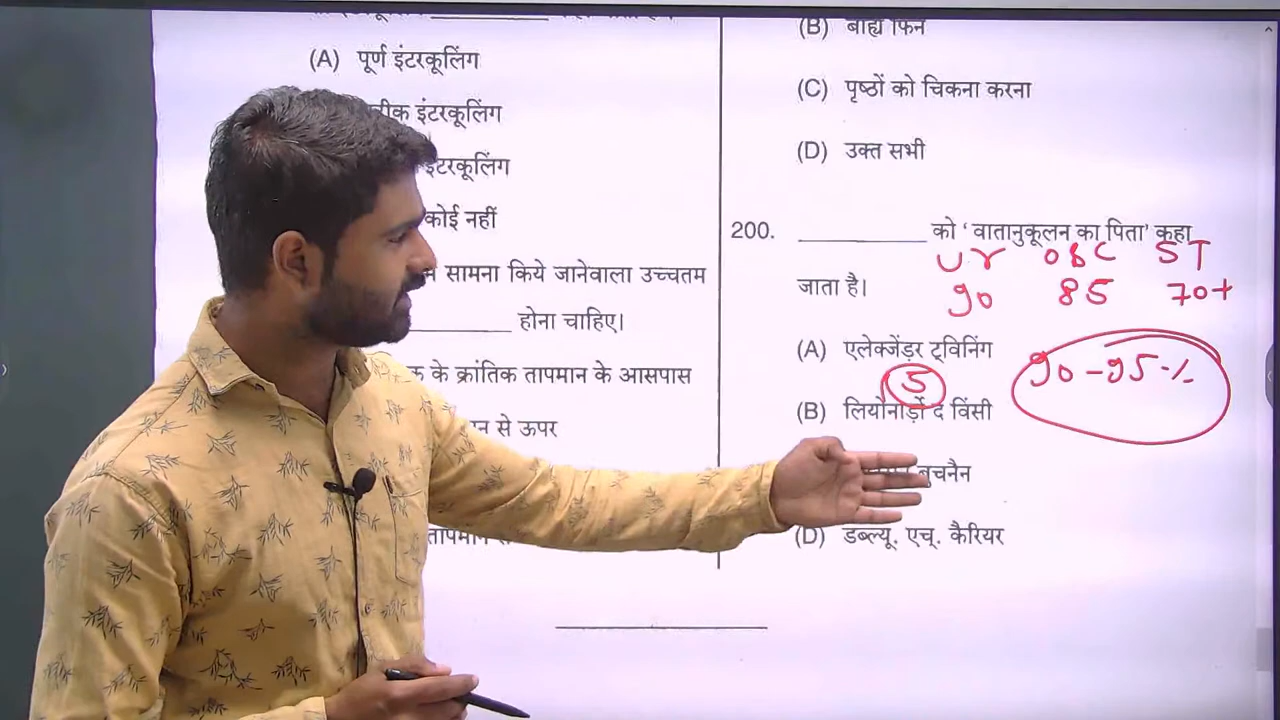 (A) पूर्ण इंटरकूलिंग
इंटरकूलिंग
इंटरकूलिंग
कोई नहीं
सामना किये जानेवाला उच्चतम
__________ होना चाहिए।
के क्रांतिक तापमान के आसपास
से ऊपर
(B) बाह्य फिन
(C) पृष्ठों को चिकना करना
(D) उक्त सभी
200. __________ को ‘वातानुकूलन का पिता’ कहा
UR OBC ST
जाता है।
90 85 70+
(A) एलेक्जेंड़र ट्विनिंग
90-95%
5
(B) लियोनार्ड़ो द विंसी
बुचनैन
(D) डब्ल्यू. एच्. कैरियर